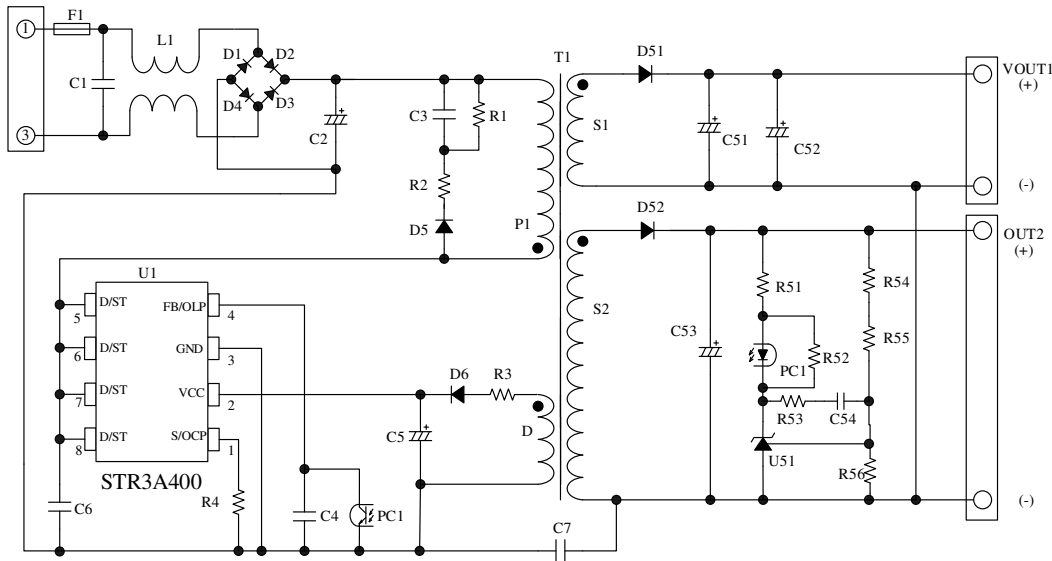 F1
1
L1
T1
D51
VOUT1
(+)
D1
D2
C1
D4
D3
C3
R1
S1
C51
C52
3
C2
R2
(-)
D52
D5
P1
OUT2
(+)
U1
D/ST
5
FB/OLP
4
R51
R54
S2
D/ST
6
GND
3
C53
R55
R52
PC1
D/ST
7
VCC
2
D6
R3
R53
C54
D/ST
8
S/OCP
1
C5
D
U51
R56
STR3A400
C6
R4
C4
PC1
C7
(-)